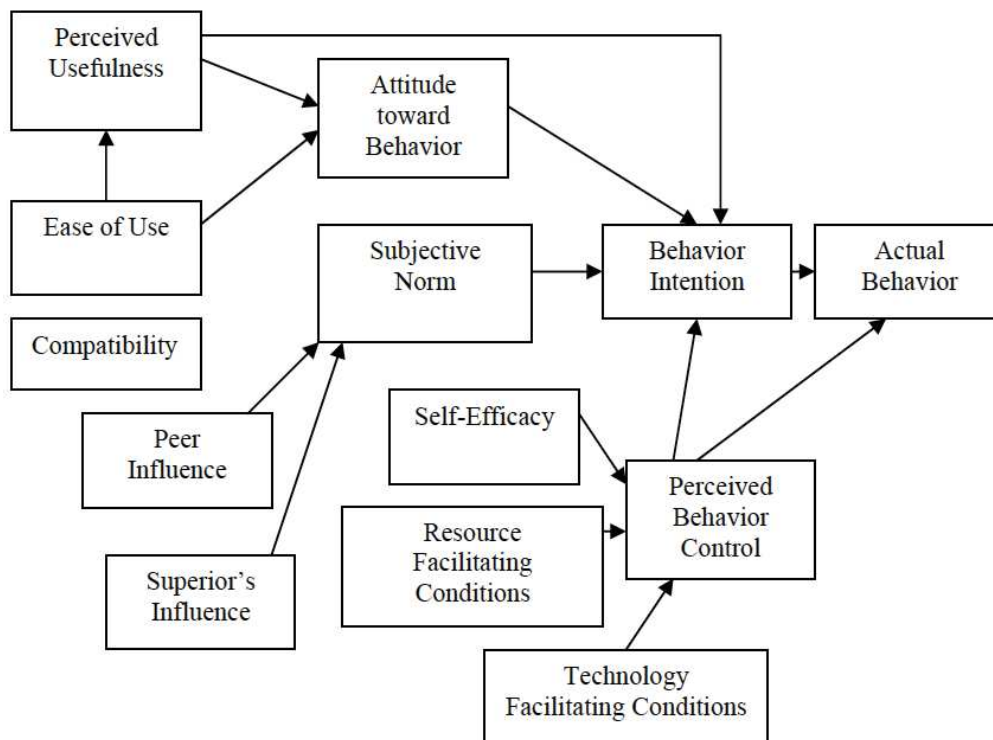 Perceived
Usefulness
Attitude
toward
Behavior
Ease of Use
Subjective
Norm
Behavior
Intention
Actual
Behavior
Compatibility
Peer
Influence
Self-Efficacy
Perceived
Behavior
Control
Resource
Facilitating
Conditions
Superior’s
Influence
Technology
Facilitating Conditions